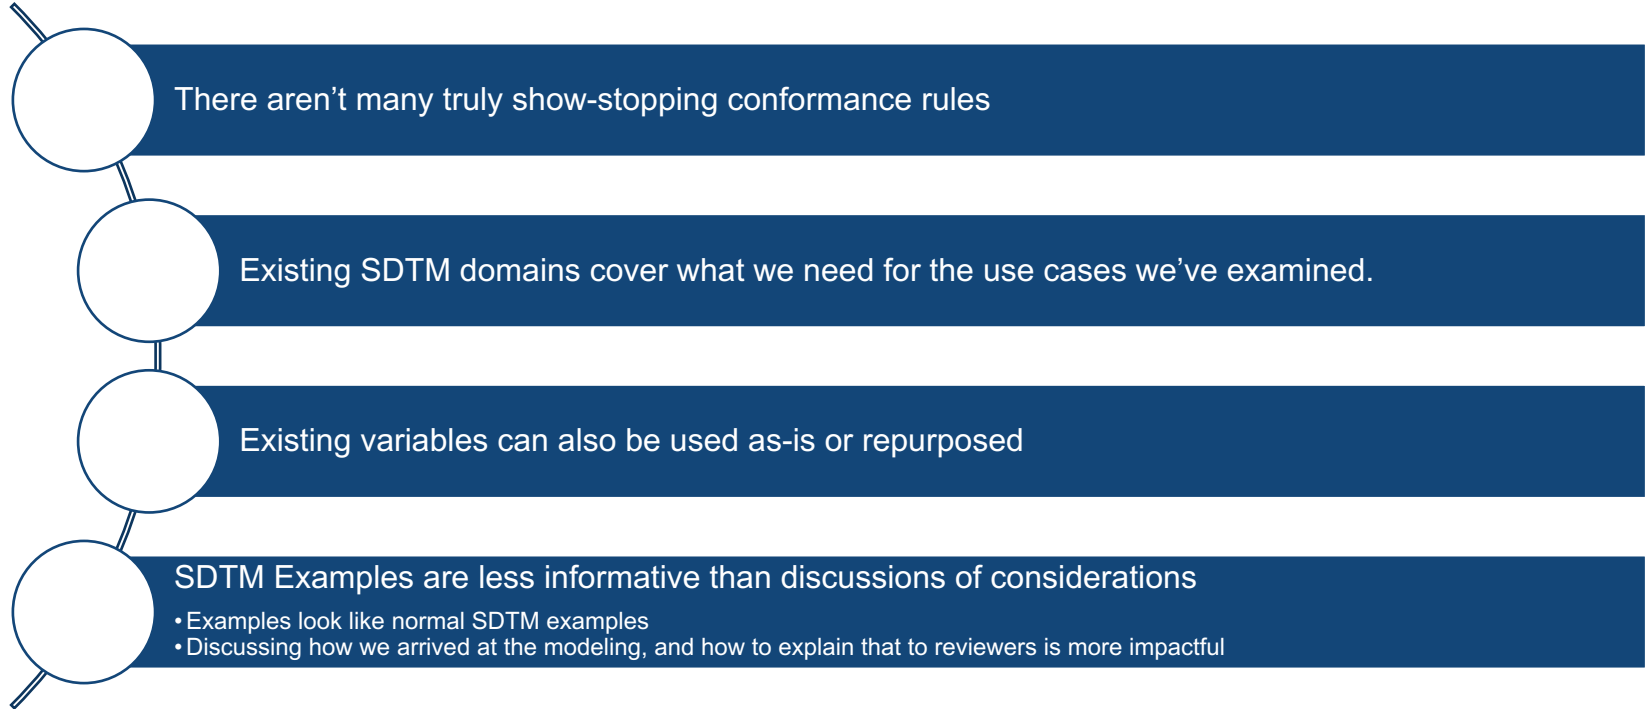 There aren’t many truly show-stopping conformance rules
Existing SDTM domains cover what we need for the use cases we’ve examined.
Existing variables can also be used as-is or repurposed
SDTM Examples are less informative than discussions of considerations
• Examples look like normal SDTM examples
• Discussing how we arrived at the modeling, and how to explain that to reviewers is more impactful